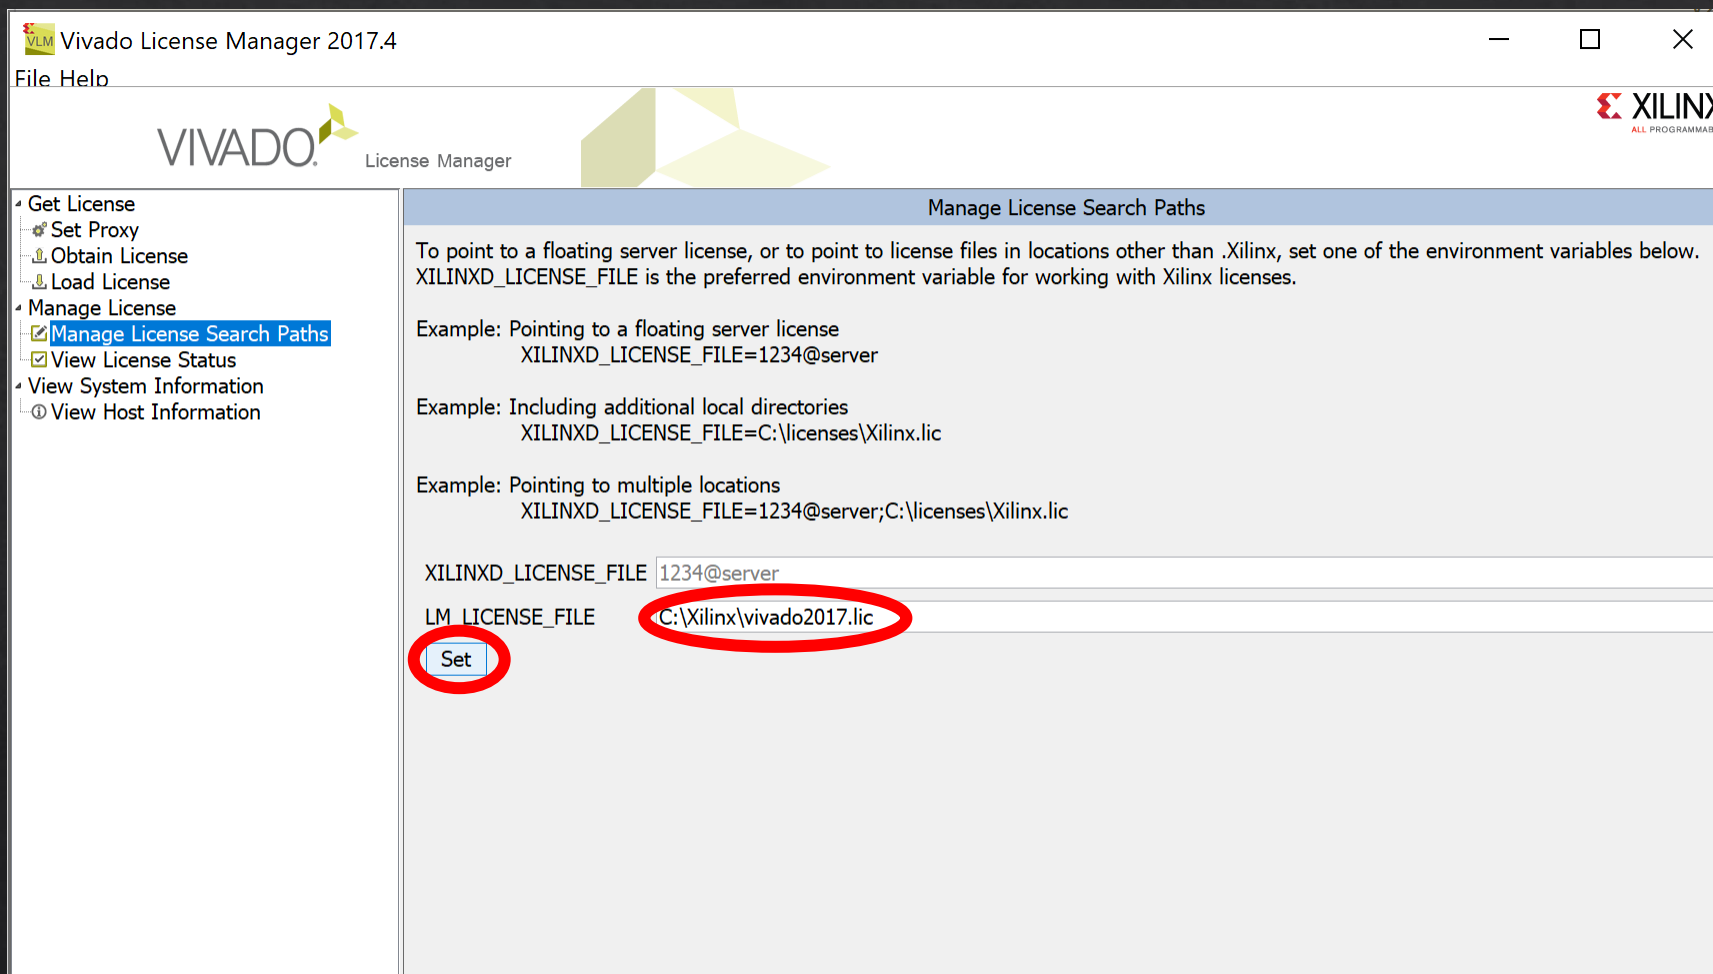 VLM Vivado License Manager 2017.4
File Help
VIVADO. License Manager
XILINX
ALL PROGRAMMAB
Get License
Set Proxy
Obtain License
Load License
Manage License
Manage License Search Paths
View License Status
View System Information
View Host Information
Manage License Search Paths
To point to a floating server license, or to point to license files in locations other than .Xilinx, set one of the environment variables below.
XILINXD_LICENSE_FILE is the preferred environment variable for working with Xilinx licenses.
Example: Pointing to a floating server license
XILINXD_LICENSE_FILE=1234@server
Example: Including additional local directories
XILINXD_LICENSE_FILE=C:\licenses\Xilinx.lic
Example: Pointing to multiple locations
XILINXD_LICENSE_FILE=1234@server;C:\licenses\Xilinx.lic
XILINXD_LICENSE_FILE 1234@server
LM_LICENSE_FILE C:\Xilinx\vivado2017.lic
Set